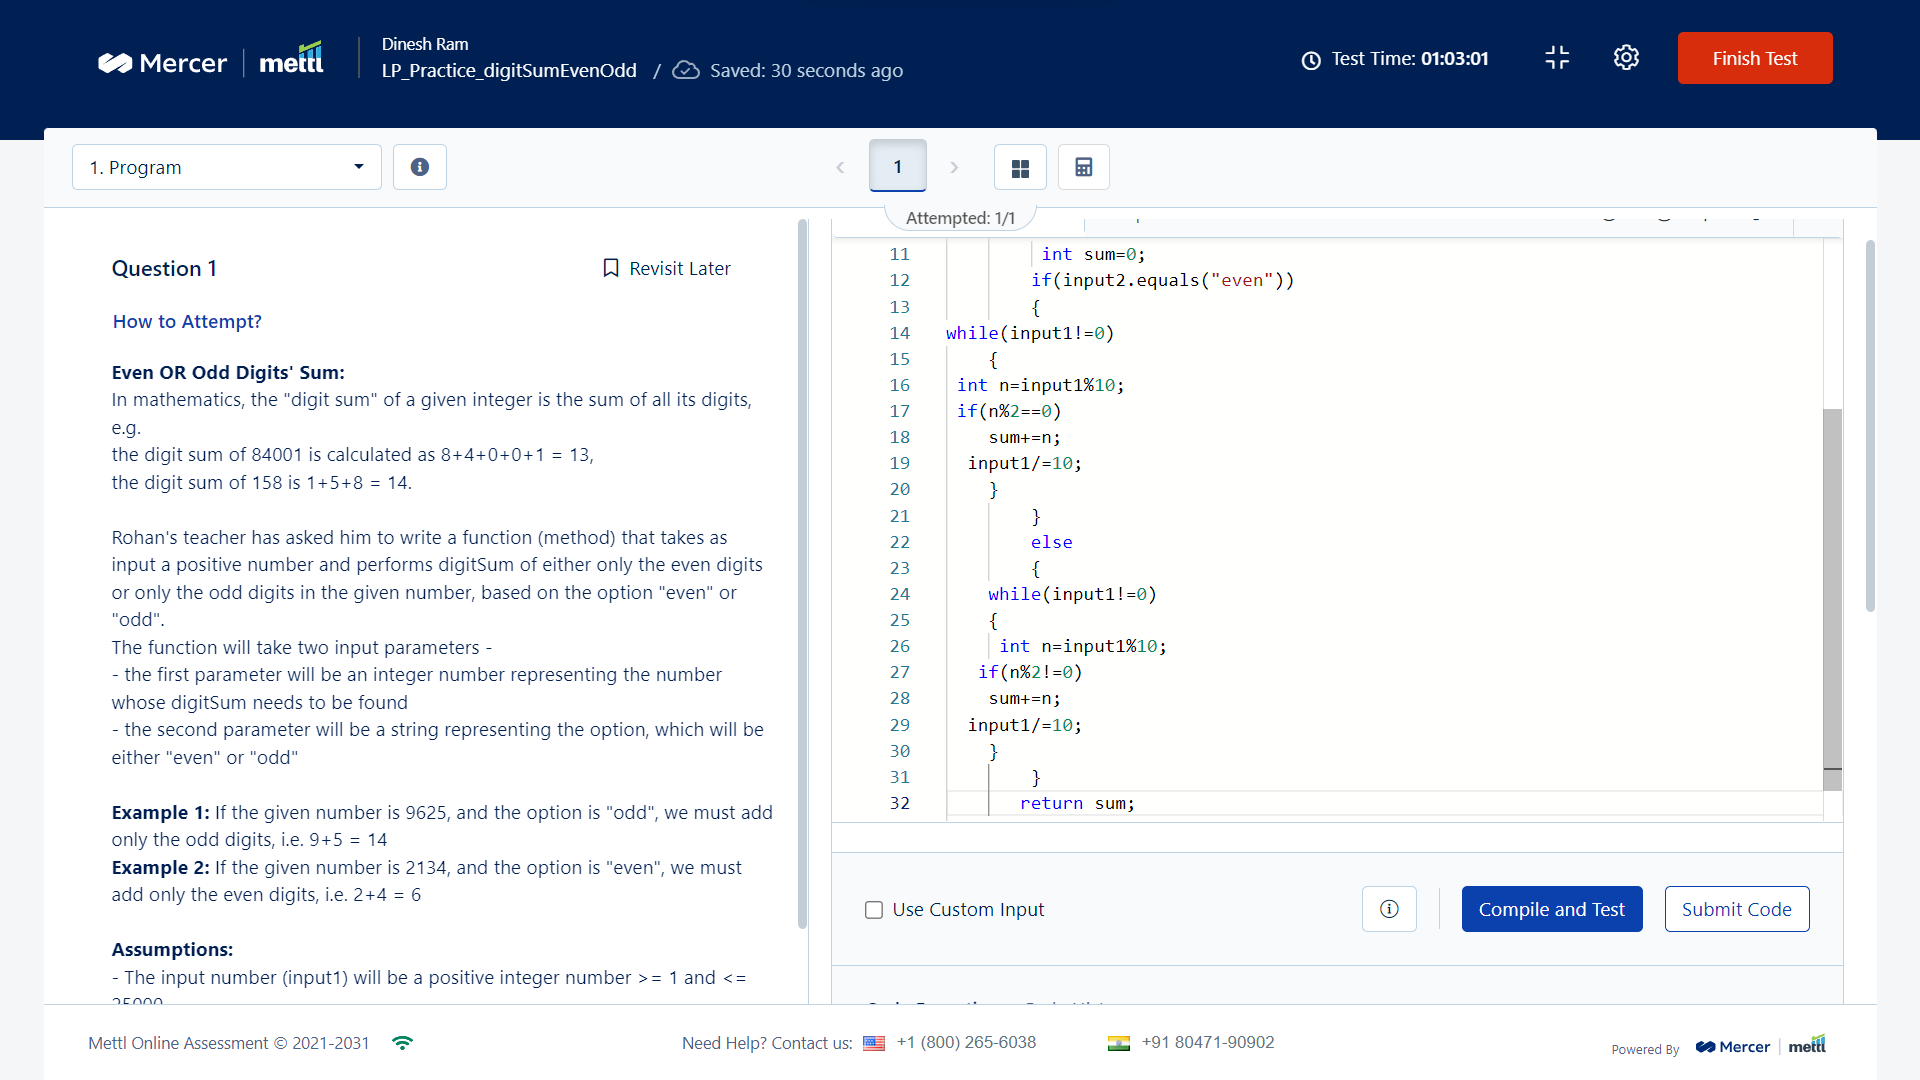 Mercer mettl
Dinesh Ram
LP_Practice_digitSumEvenOdd / Saved: 30 seconds ago
Test Time: 01:03:01
Finish Test
1. Program
1
Attempted: 1/1
Question 1
Revisit Later
How to Attempt?
Even OR Odd Digits' Sum:
In mathematics, the "digit sum" of a given integer is the sum of all its digits,
e.g.
the digit sum of 84001 is calculated as 8+4+0+0+1 = 13,
the digit sum of 158 is 1+5+8 = 14.
Rohan's teacher has asked him to write a function (method) that takes as
input a positive number and performs digitSum of either only the even digits
or only the odd digits in the given number, based on the option "even" or
"odd".
The function will take two input parameters -
- the first parameter will be an integer number representing the number
whose digitSum needs to be found
- the second parameter will be a string representing the option, which will be
either "even" or "odd"
Example 1: If the given number is 9625, and the option is "odd", we must add
only the odd digits, i.e. 9+5 = 14
Example 2: If the given number is 2134, and the option is "even", we must
add only the even digits, i.e. 2+4 = 6
Assumptions:
- The input number (input1) will be a positive integer number >= 1 and <=
25000
11 int sum=0;
12 if(input2.equals("even"))
13 {
14 while(input1!=0)
15 {
16 int n=input1%10;
17 if(n%2==0)
18 sum+=n;
19 input1/=10;
20 }
21 }
22 else
23 {
24 while(input1!=0)
25 {
26 int n=input1%10;
27 if(n%2!=0)
28 sum+=n;
29 input1/=10;
30 }
31 }
32 return sum;
Use Custom Input
Compile and Test
Submit Code
Mettl Online Assessment © 2021-2031
Need Help? Contact us: +1 (800) 265-6038
+91 80471-90902
Powered By Mercer mettl